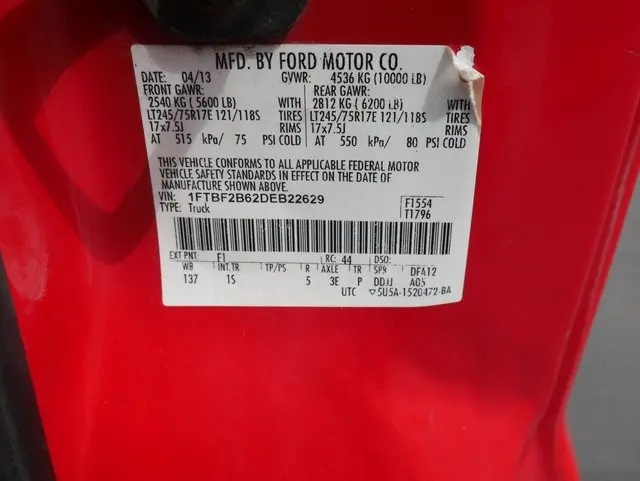 MFD. BY FORD MOTOR CO.
DATE: 04/13 GVWR: 4536 KG (10000 LB)
FRONT GAWR: REAR GAWR:
2540 KG ( 5600 LB) WITH 2812 KG ( 6200 LB) WITH
LT245/75R17E 121/118S TIRES LT245/75R17E 121/118S TIRES
17x7.5J RIMS 17x7.5J RIMS
AT 515 kPa/ 75 PSI COLD AT 550 kPa/ 80 PSI COLD
THIS VEHICLE CONFORMS TO ALL APPLICABLE FEDERAL MOTOR
VEHICLE SAFETY STANDARDS IN EFFECT ON THE DATE OF
MANUFACTURE SHOWN ABOVE.
VIN: 1FTBF2B62DEB22629 F1554
TYPE: Truck T1796
EXT PNT F1 RC: 44 DSO:
WB INT TR TP/PS R AXLE TR SPR DFA12
137 1S 5 3E P DDJJ A05
UTC ▽5U5A-1520472-BA